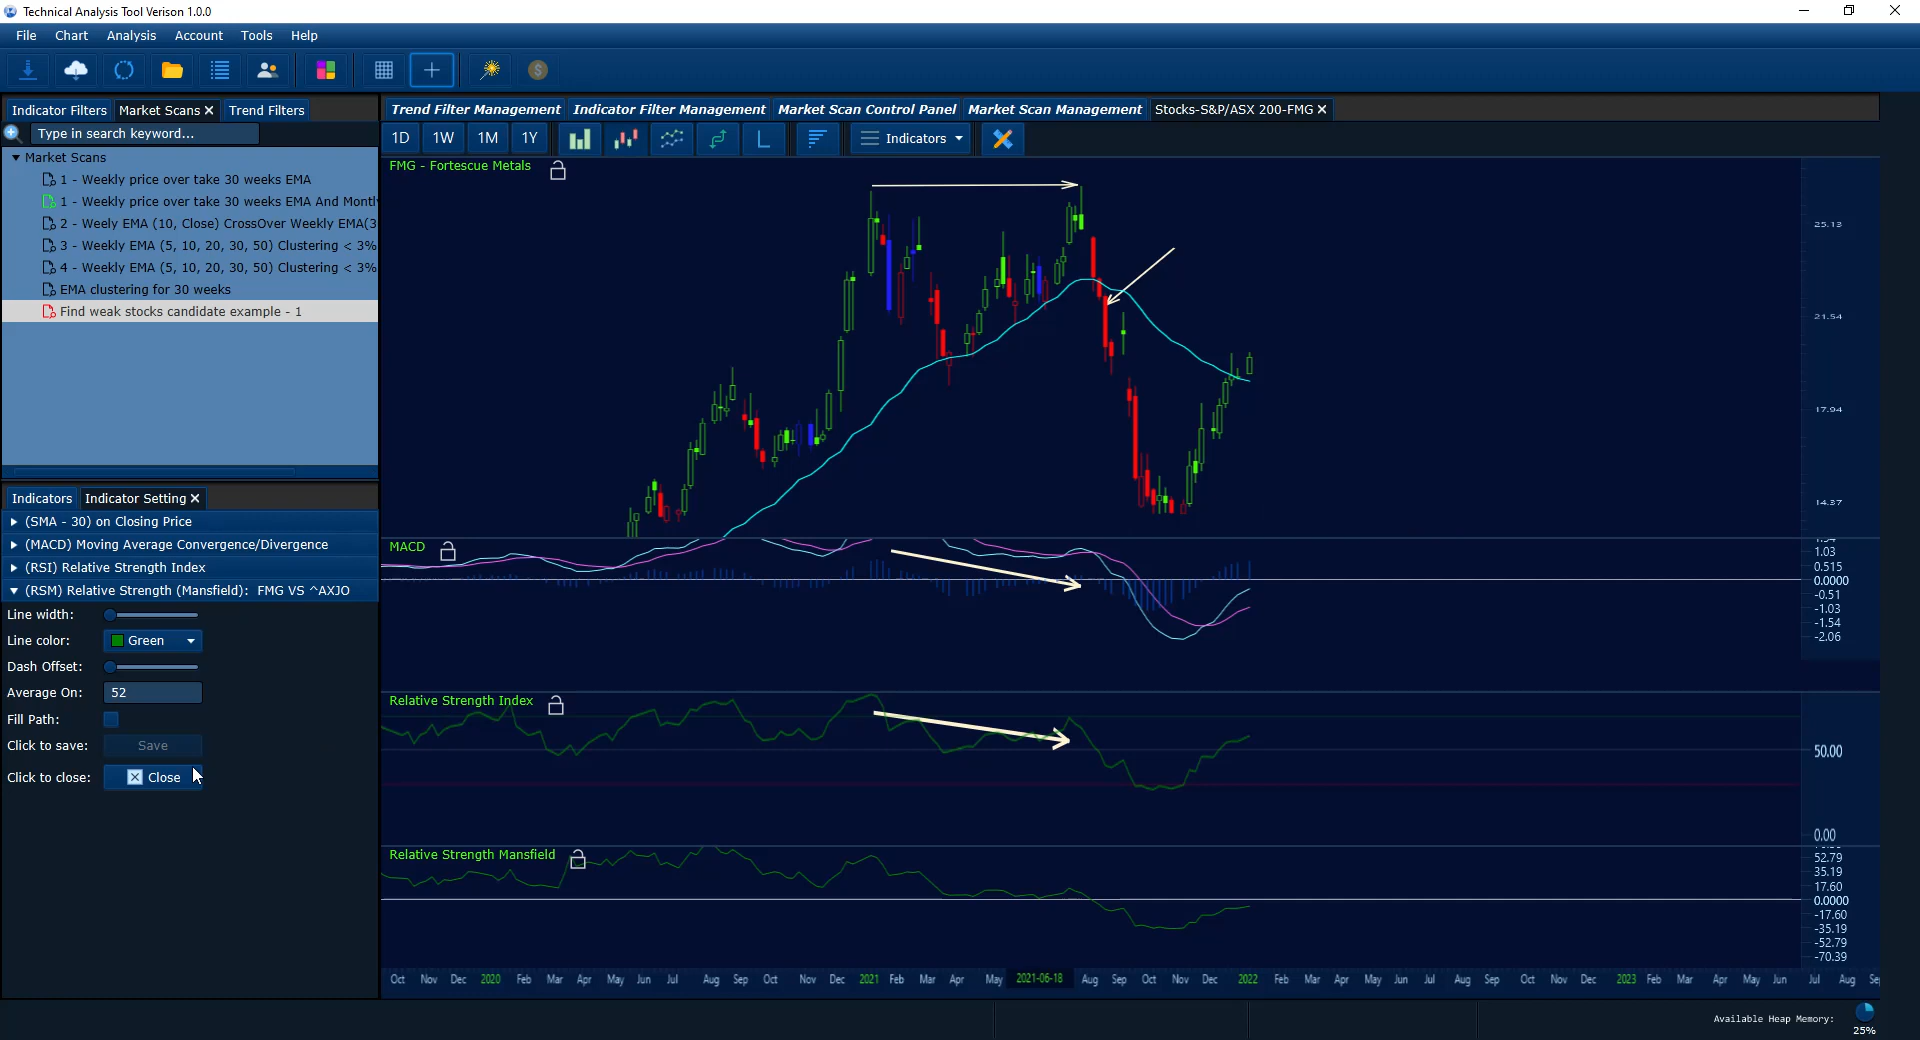 Technical Analysis Tool Verison 1.0.0
File Chart Analysis Account Tools Help
Indicator Filters Market Scans Trend Filters
Trend Filter Management Indicator Filter Management Market Scan Control Panel Market Scan Management Stocks-S&P/ASX 200-FMG
Type in search keyword...
1D 1W 1M 1Y Indicators
Market Scans
1 - Weekly price over take 30 weeks EMA
1 - Weekly price over take 30 weeks EMA And Montl
2 - Weely EMA (10, Close) CrossOver Weekly EMA(3
3 - Weekly EMA (5, 10, 20, 30, 50) Clustering < 3%
4 - Weekly EMA (5, 10, 20, 30, 50) Clustering < 3%
EMA clustering for 30 weeks
Find weak stocks candidate example - 1
Indicators Indicator Setting
(SMA - 30) on Closing Price
(MACD) Moving Average Convergence/Divergence
(RSI) Relative Strength Index
(RSM) Relative Strength (Mansfield): FMG VS ^AXJO
Line width:
Line color: Green
Dash Offset:
Average On: 52
Fill Path:
Click to save: Save
Click to close: Close
FMG - Fortescue Metals
25.13
21.54
17.94
14.37
MACD
1.03
0.515
0.0000
-0.51
-1.03
-1.54
-2.06
Relative Strength Index
50.00
0.00
Relative Strength Mansfield
52.79
35.19
17.60
0.0000
-17.60
-35.19
-52.79
-70.39
Oct Nov Dec 2020 Feb Mar Apr May Jun Jul Aug Sep Oct Nov Dec 2021 Feb Mar Apr May 2021-06-18 Aug Sep Oct Nov Dec 2022 Feb Mar Apr May Jun Jul Aug Sep Oct Nov Dec 2023 Feb Mar Apr May Jun Jul Aug Se
Available Heap Memory:
25%